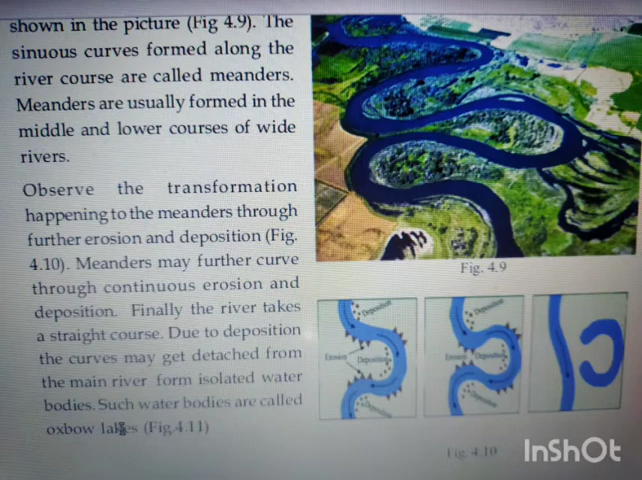 shown in the picture (Fig 4.9). The
sinuous curves formed along the
river course are called meanders.
Meanders are usually formed in the
middle and lower courses of wide
rivers.
Observe the transformation
happening to the meanders through
further erosion and deposition (Fig.
4.10). Meanders may further curve
through continuous erosion and
deposition. Finally the river takes
a straight course. Due to deposition
the curves may get detached from
the main river form isolated water
bodies. Such water bodies are called
oxbow lakes (Fig.4.11)
Fig. 4.9
Deposition
Erosion
Deposition
Deposition
Deposition
Erosion
Deposition
Deposition
Fig. 4.10
InShOt